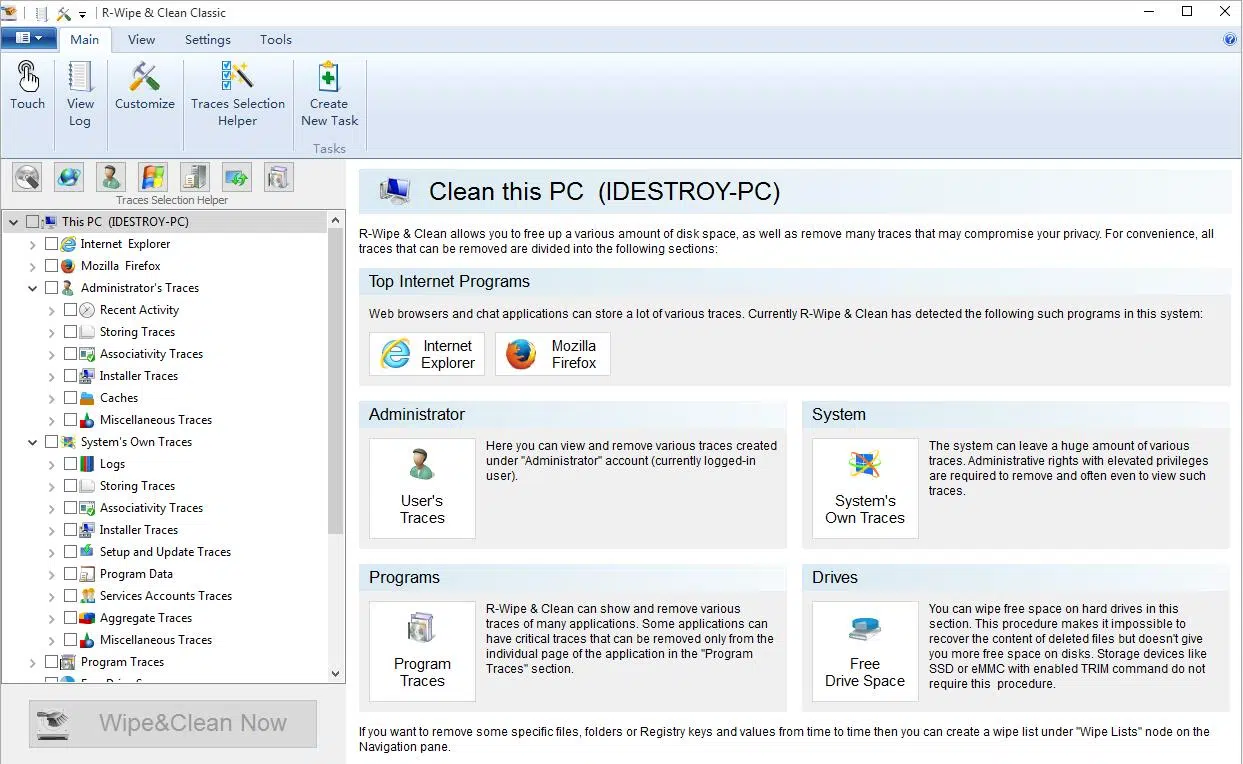 R-Wipe & Clean Classic
Main View Settings Tools
Touch
View
Log
Customize
Traces Selection
Helper
Create
New Task
Tasks
Traces Selection Helper
This PC (IDESTROY-PC)
Internet Explorer
Mozilla Firefox
Administrator's Traces
Recent Activity
Storing Traces
Associativity Traces
Installer Traces
Caches
Miscellaneous Traces
System's Own Traces
Logs
Storing Traces
Associativity Traces
Installer Traces
Setup and Update Traces
Program Data
Services Accounts Traces
Aggregate Traces
Miscellaneous Traces
Program Traces
Wipe&Clean Now
Clean this PC (IDESTROY-PC)
R-Wipe & Clean allows you to free up a various amount of disk space, as well as remove many traces that may compromise your privacy. For convenience, all
traces that can be removed are divided into the following sections:
Top Internet Programs
Web browsers and chat applications can store a lot of various traces. Currently R-Wipe & Clean has detected the following such programs in this system:
Internet
Explorer
Mozilla
Firefox
Administrator
User's
Traces
Here you can view and remove various traces created
under "Administrator" account (currently logged-in
user).
System
System's
Own Traces
The system can leave a huge amount of various
traces. Administrative rights with elevated privileges
are required to remove and often even to view such
traces.
Programs
Program
Traces
R-Wipe & Clean can show and remove various
traces of many applications. Some applications can
have critical traces that can be removed only from the
individual page of the application in the "Program
Traces" section.
Drives
Free
Drive Space
You can wipe free space on hard drives in this
section. This procedure makes it impossible to
recover the content of deleted files but doesn't give
you more free space on disks. Storage devices like
SSD or eMMC with enabled TRIM command do not
require this procedure.
If you want to remove some specific files, folders or Registry keys and values from time to time then you can create a wipe list under "Wipe Lists" node on the
Navigation pane.